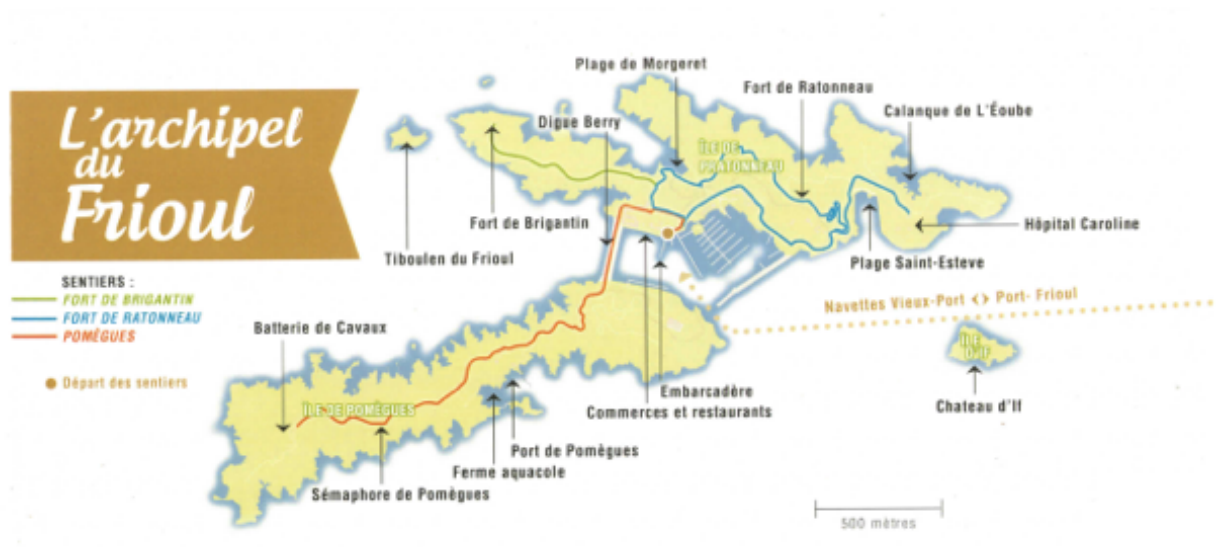 L'archipel
du
Frioul
SENTIERS :
FORT DE BRIGANTIN
FORT DE RATONNEAU
POMÈGUES
Départ des sentiers
Plage de Morgeret
Fort de Ratonneau
Calanque de L'Éoube
Digue Berry
ÎLE DE
RATONNEAU
Fort de Brigantin
Hôpital Caroline
Tiboulen du Frioul
Plage Saint-Esteve
Navettes Vieux-Port <> Port- Frioul
Batterie de Cavaux
ÎLE
D'IF
Embarcadère
Chateau d'If
ÎLE DE POMÈGUES
Commerces et restaurants
Port de Pomègues
Ferme aquacole
Sémaphore de Pomègues
500 mètres